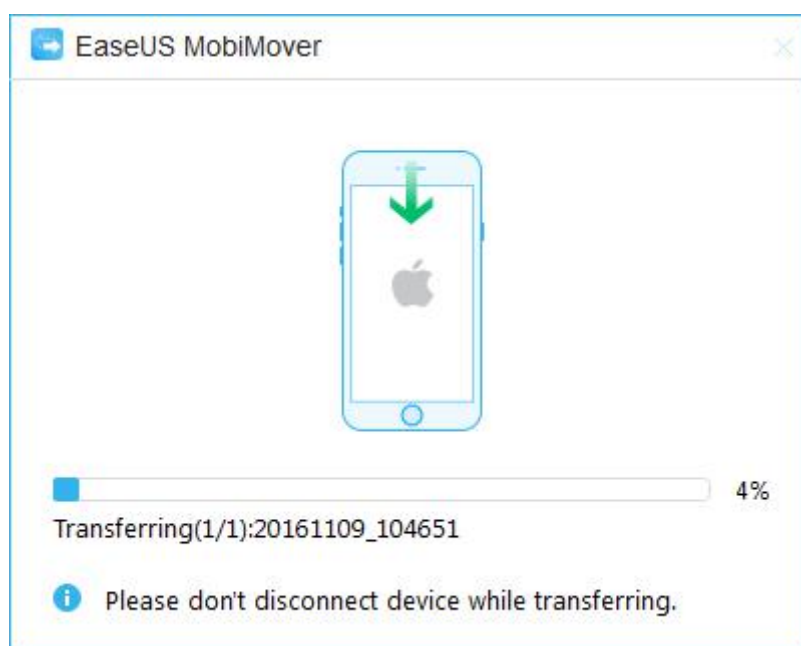 EaseUS MobiMover
4%
Transferring(1/1):20161109_104651
Please don't disconnect device while transferring.